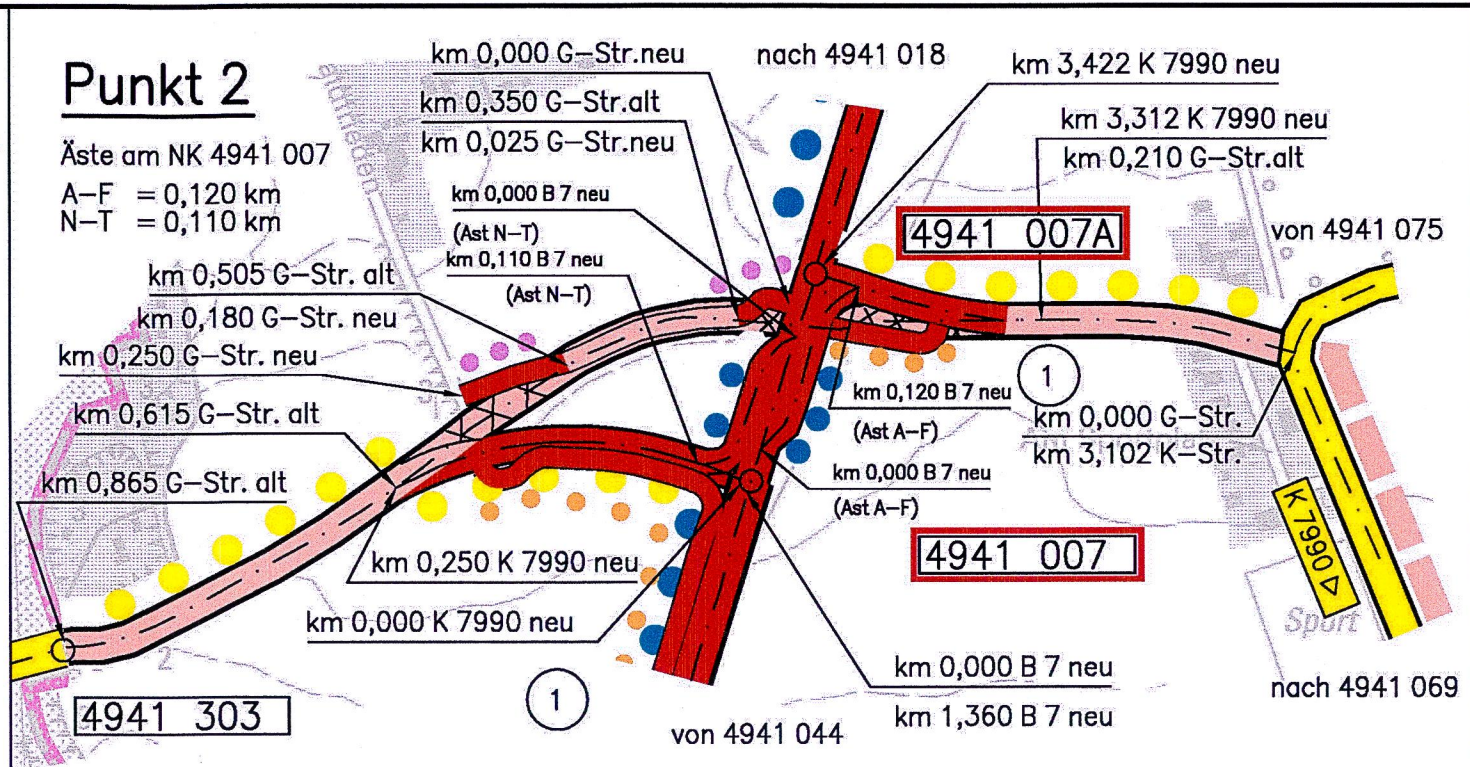 Punkt 2
Äste am NK 4941 007
A–F = 0,120 km
N–T = 0,110 km
km 0,000 G–Str.neu
km 0,350 G–Str.alt
km 0,025 G–Str.neu
nach 4941 018
km 3,422 K 7990 neu
km 3,312 K 7990 neu
km 0,210 G–Str.alt
km 0,000 B 7 neu
(Ast N–T)
km 0,110 B 7 neu
(Ast N–T)
4941 007A
von 4941 075
km 0,505 G–Str. alt
km 0,180 G–Str. neu
km 0,250 G–Str. neu
km 0,615 G–Str. alt
km 0,865 G–Str. alt
1
km 0,120 B 7 neu
(Ast A–F)
km 0,000 G–Str.
km 3,102 K–Str.
km 0,000 B 7 neu
(Ast A–F)
K 7990
4941 007
km 0,250 K 7990 neu
km 0,000 K 7990 neu
Sport
2
km 0,000 B 7 neu
km 1,360 B 7 neu
nach 4941 069
4941 303
1
von 4941 044